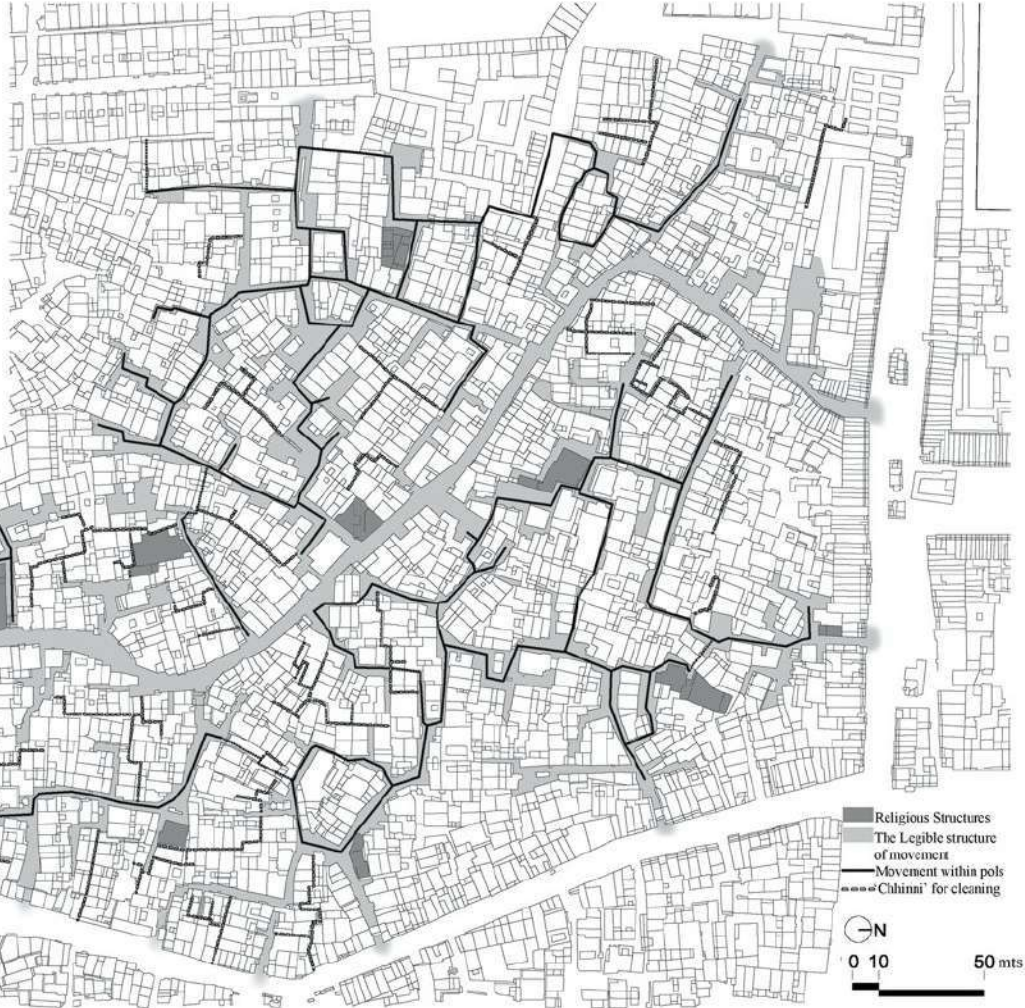 Religious Structures
The Legible structure
of movement
Movement within pols
'Chhinni' for cleaning
N
0 10 50 mts